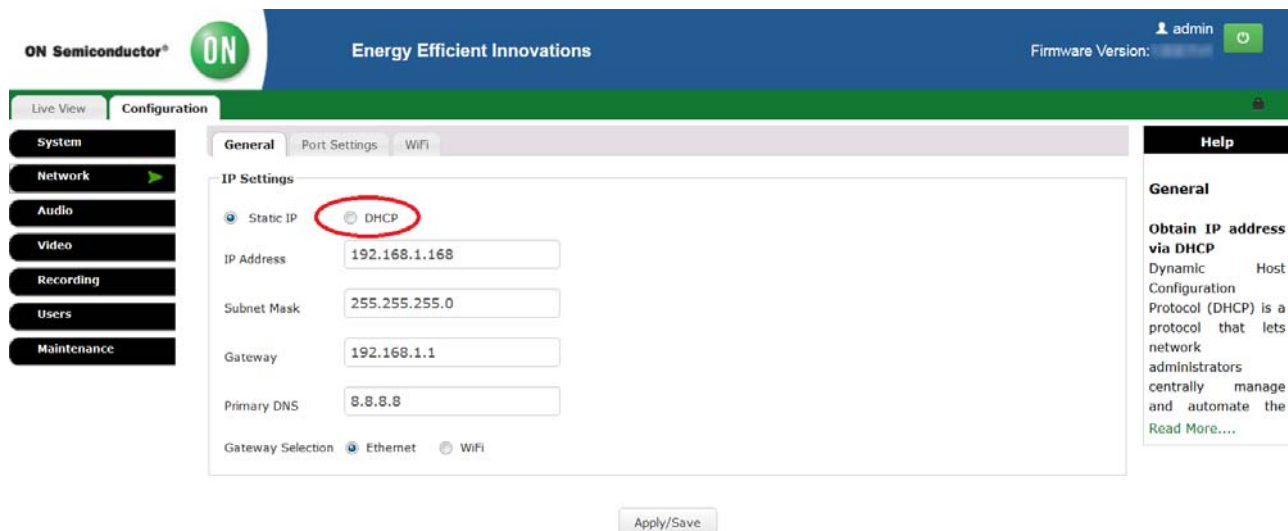 ON Semiconductor®
ON
Energy Efficient Innovations
admin
Firmware Version:
Live View
Configuration
System
Network
Audio
Video
Recording
Users
Maintenance
General
Port Settings
WiFi
IP Settings
Static IP
DHCP
IP Address
192.168.1.168
Subnet Mask
255.255.255.0
Gateway
192.168.1.1
Primary DNS
8.8.8.8
Gateway Selection
Ethernet
WiFi
Apply/Save
Help
General
Obtain IP address
via DHCP
Dynamic Host
Configuration
Protocol (DHCP) is a
protocol that lets
network
administrators
centrally manage
and automate the
Read More....